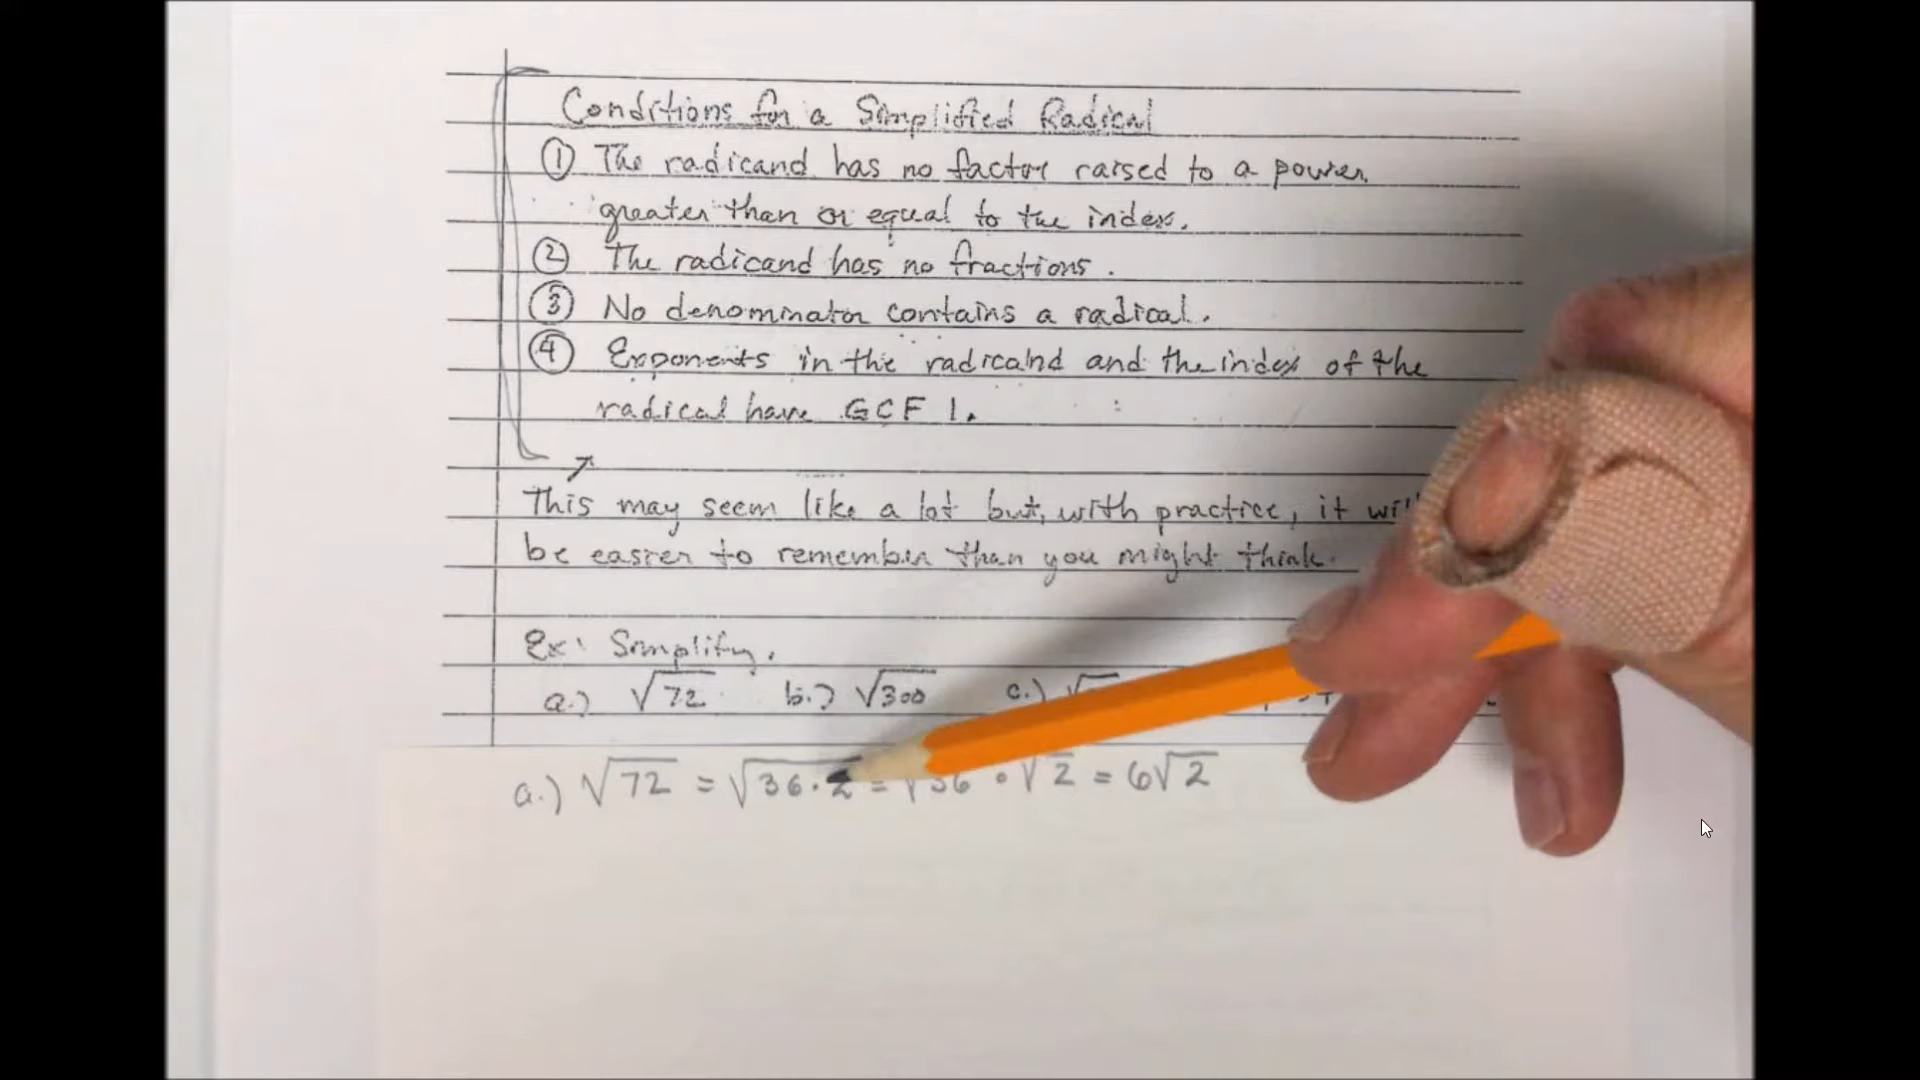 Conditions for a Simplified Radical
① The radicand has no factor raised to a power
greater than or equal to the index.
② The radicand has no fractions.
③ No denominator contains a radical.
④ Exponents in the radicand and the index of the
radical have GCF 1.
This may seem like a lot but, with practice, it
be easier to remember than you might think.
Ex: Simplify.
a.) √72 b.) √300 c.)
a.) √72 = √36·2 = √36 · √2 = 6√2